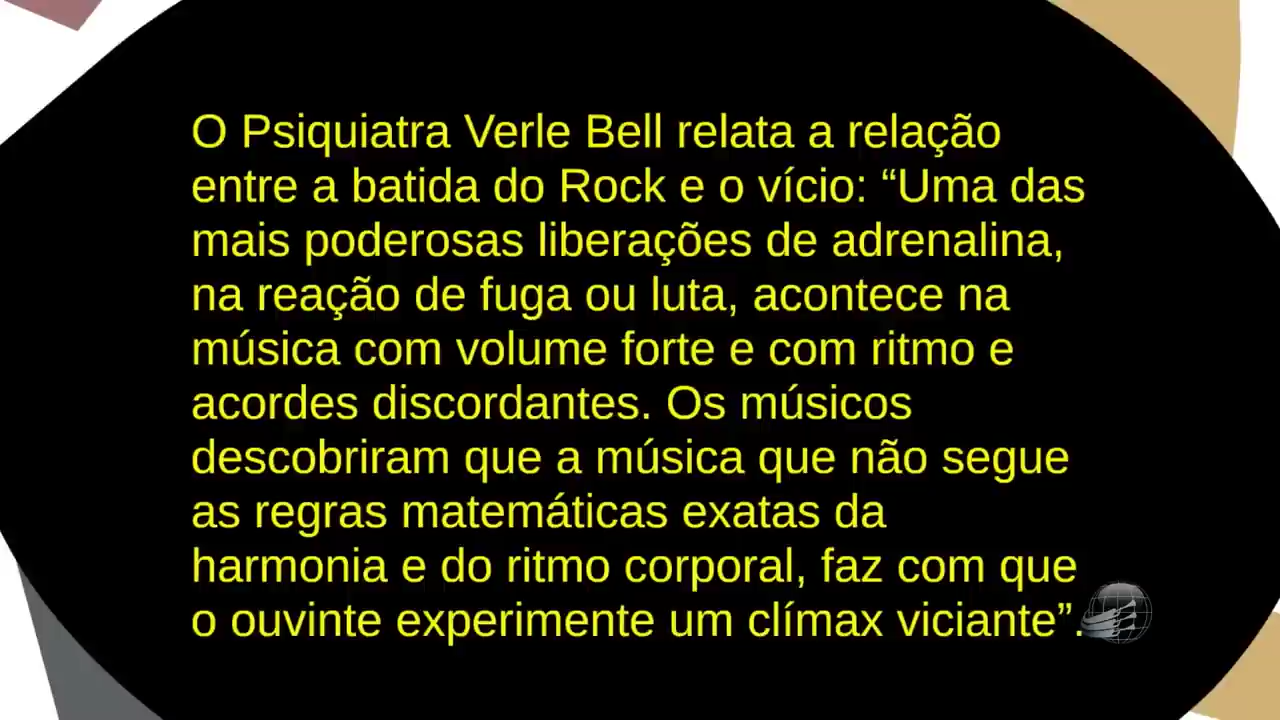 O Psiquiatra Verle Bell relata a relação
entre a batida do Rock e o vício: “Uma das
mais poderosas liberações de adrenalina,
na reação de fuga ou luta, acontece na
música com volume forte e com ritmo e
acordes discordantes. Os músicos
descobriram que a música que não segue
as regras matemáticas exatas da
harmonia e do ritmo corporal, faz com que
o ouvinte experimente um clímax viciante”.